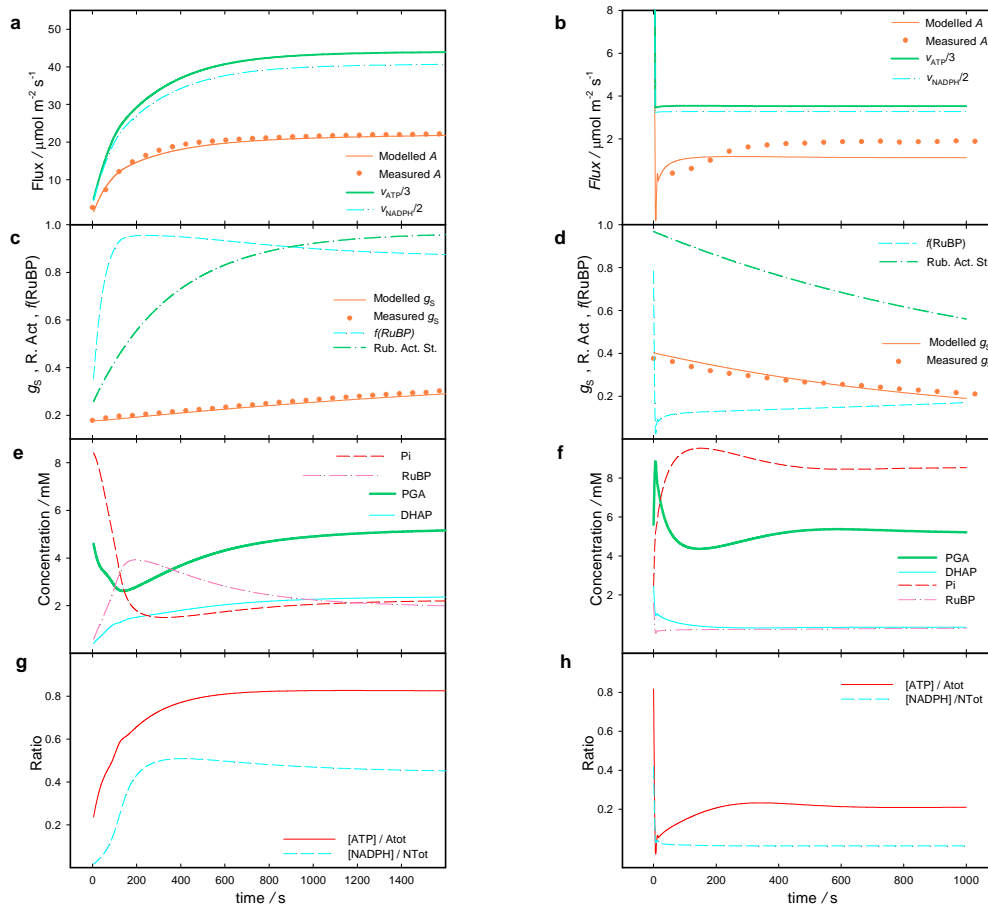 a
Flux / μmol m⁻² s⁻¹
50
40
30
20
10
Modelled A
Measured A
vATP/3
vNADPH/2
b
Flux / μmol m⁻² s⁻¹
8
6
4
2
Modelled A
Measured A
vATP/3
vNADPH/2
c
gS , R. Act , f(RuBP)
1.0
0.8
0.6
0.4
0.2
Modelled gS
Measured gS
f(RuBP)
Rub. Act. St.
d
gS , R. Act , f(RuBP)
1.0
0.8
0.6
0.4
0.2
f(RuBP)
Rub. Act. St.
Modelled gS
Measured g
e
Concentration / mM
8
6
4
2
Pi
RuBP
PGA
DHAP
f
Concentration / mM
8
6
4
2
PGA
DHAP
Pi
RuBP
g
Ratio
0.8
0.6
0.4
0.2
0.0
[ATP] / Atot
[NADPH] / NTot
0 200 400 600 800 1000 1200 1400
time / s
h
Ratio
0.8
0.6
0.4
0.2
[ATP] / Atot
[NADPH] /NTot
0 200 400 600 800 1000
time / s